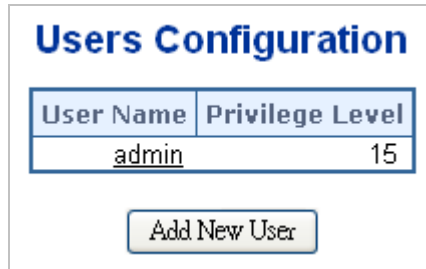 Users Configuration
User Name Privilege Level
admin 15
Add New User